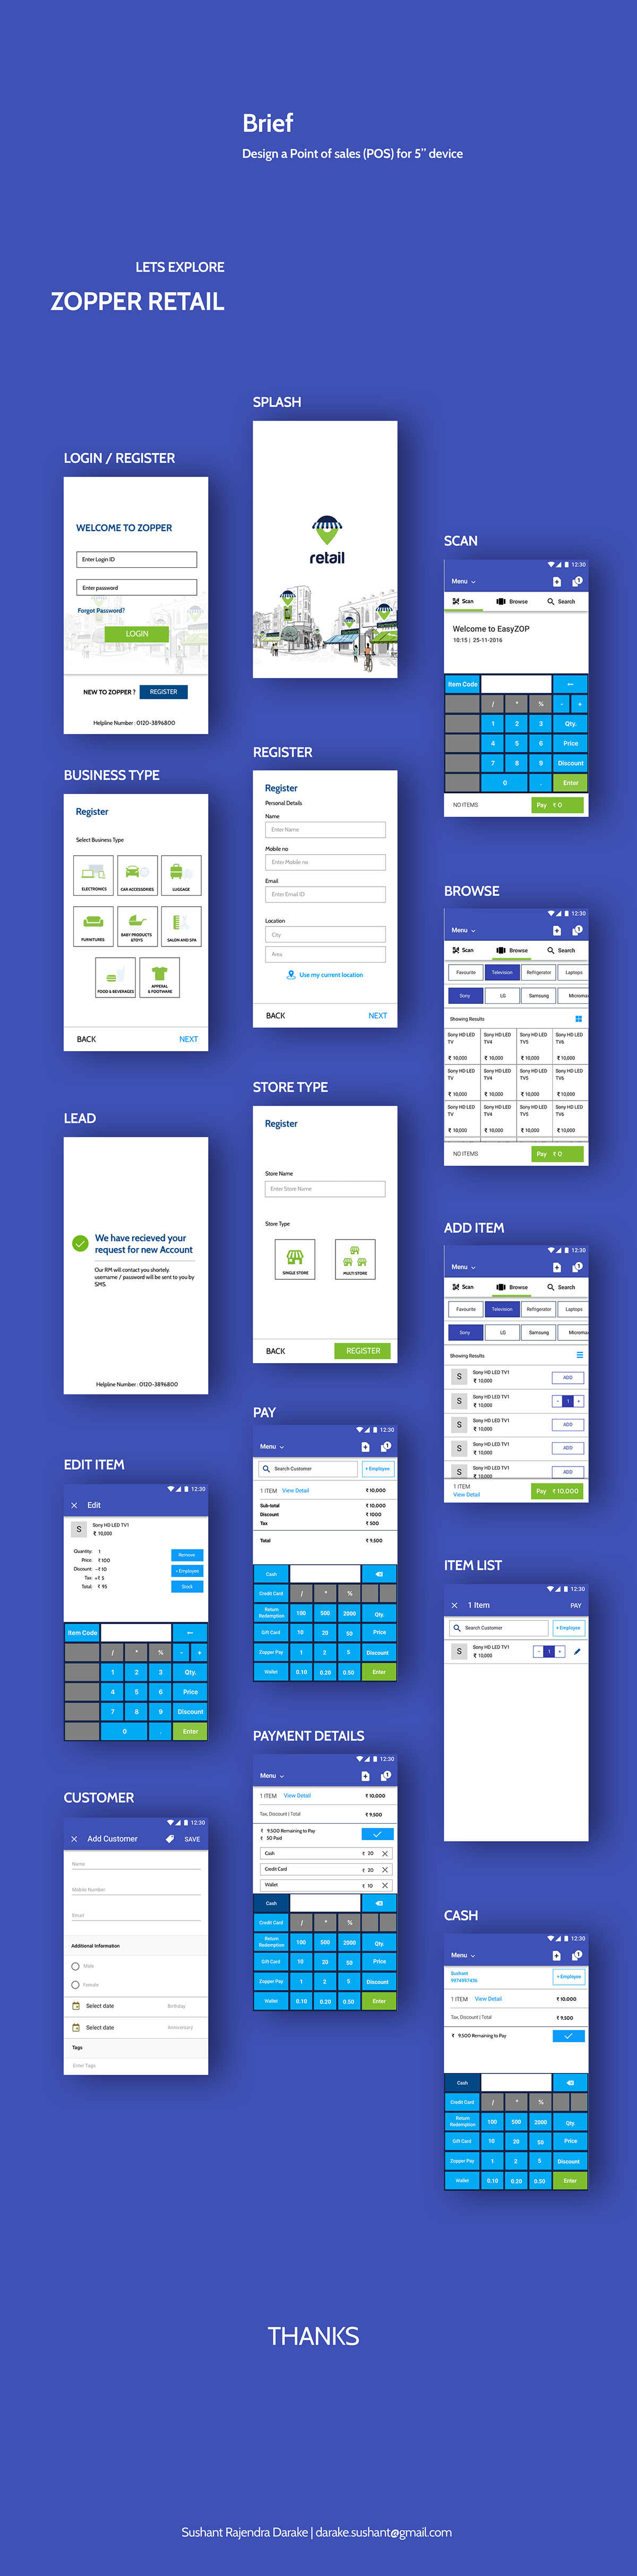 Brief
Design a Point of sales (POS) for 5’’ device
LETS EXPLORE
ZOPPER RETAIL
SPLASH
retail
LOGIN / REGISTER
WELCOME TO ZOPPER
Enter Login ID
Enter password
Forgot Password?
LOGIN
NEW TO ZOPPER ? REGISTER
Helpline Number : 0120-3896800
SCAN
12:30
Menu 1
Scan Browse Search
Welcome to EasyZOP
10:15 | 25-11-2016
Item Code ←
/ * % - +
1 2 3 Qty.
4 5 6 Price
7 8 9 Discount
0 . Enter
NO ITEMS Pay ₹ 0
BUSINESS TYPE
Register
Select Business Type
ELECTRONICS CAR ACCESSORIES LUGGAGE
FURNITURES BABY PRODUCTS &TOYS SALON AND SPA
FOOD & BEVERAGES APPERAL & FOOTWARE
BACK NEXT
REGISTER
Register
Personal Details
Name
Enter Name
Mobile no
Enter Mobile no
Email
Enter Email ID
Location
City
Area
Use my current location
BACK NEXT
BROWSE
12:30
Menu 1
Scan Browse Search
Favourite Television Refrigerator Laptops
Sony LG Samsung Microma
Showing Results
Sony HD LED Sony HD LED Sony HD LED Sony HD LED
TV TV4 TV5 TV6
₹ 10,000 ₹ 10,000 ₹ 10,000 ₹ 10,000
Sony HD LED Sony HD LED Sony HD LED Sony HD LED
TV TV4 TV5 TV6
₹ 10,000 ₹ 10,000 ₹ 10,000 ₹ 10,000
Sony HD LED Sony HD LED Sony HD LED Sony HD LED
TV TV4 TV5 TV6
₹ 10,000 ₹ 10,000 ₹ 10,000 ₹ 10,000
NO ITEMS Pay ₹ 0
LEAD
We have recieved your
request for new Account
Our RM will contact you shortely.
username / password will be sent to you by
SMS.
Helpline Number : 0120-3896800
STORE TYPE
Register
Store Name
Enter Store Name
Store Type
SINGLE STORE MULTI STORE
BACK REGISTER
ADD ITEM
12:30
Menu 1
Scan Browse Search
Favourite Television Refrigerator Laptops
Sony LG Samsung Microma
Showing Results
S Sony HD LED TV1 ADD
₹ 10,000
S Sony HD LED TV1 - 1 +
₹ 10,000
S Sony HD LED TV1 ADD
₹ 10,000
S Sony HD LED TV1 ADD
₹ 10,000
S Sony HD LED TV1 ADD
₹ 10,000
1 ITEM Pay ₹ 10,000
View Detail
PAY
12:30
Menu 1
Search Customer + Employee
1 ITEM View Detail ₹ 10,000
Sub-total ₹ 10,000
Discount ₹ 1000
Tax ₹ 500
Total ₹ 9,500
Cash
Credit Card / * %
Return Redemption 100 500 2000 Qty.
Gift Card 10 20 50 Price
Zopper Pay 1 2 5 Discount
Wallet 0.10 0.20 0.50 Enter
EDIT ITEM
12:30
× Edit
S Sony HD LED TV1
₹ 10,000
Quantity: 1 Remove
Price: ₹ 100
Discount: -₹ 10 + Employee
Tax: +₹ 5
Total: ₹ 95 Stock
Item Code ←
/ * % - +
1 2 3 Qty.
4 5 6 Price
7 8 9 Discount
0 . Enter
ITEM LIST
12:30
× 1 Item PAY
Search Customer + Employee
S Sony HD LED TV1 - 1 +
₹ 10,000
PAYMENT DETAILS
12:30
Menu 1
1 ITEM View Detail ₹ 10,000
Tax, Discount | Total ₹ 9,500
₹ 9,500 Remaining to Pay
₹ 50 Paid
Cash ₹ 20 ×
Credit Card ₹ 20 ×
Wallet ₹ 10 ×
Cash
Credit Card / * %
Return Redemption 100 500 2000 Qty.
Gift Card 10 20 50 Price
Zopper Pay 1 2 5 Discount
Wallet 0.10 0.20 0.50 Enter
CUSTOMER
12:30
× Add Customer SAVE
Name
Mobile Number
Email
Additional Information
Male
Female
Select date Birthday
Select date Anniversary
Tags
Enter Tags
CASH
12:30
Menu 1
Sushant
9974997436 + Employee
1 ITEM View Detail ₹ 10,000
Tax, Discount | Total ₹ 9,500
₹ 9,500 Remaining to Pay
Cash
Credit Card / * %
Return Redemption 100 500 2000 Qty.
Gift Card 10 20 50 Price
Zopper Pay 1 2 5 Discount
Wallet 0.10 0.20 0.50 Enter
THANKS
Sushant Rajendra Darake | darake.sushant@gmail.com